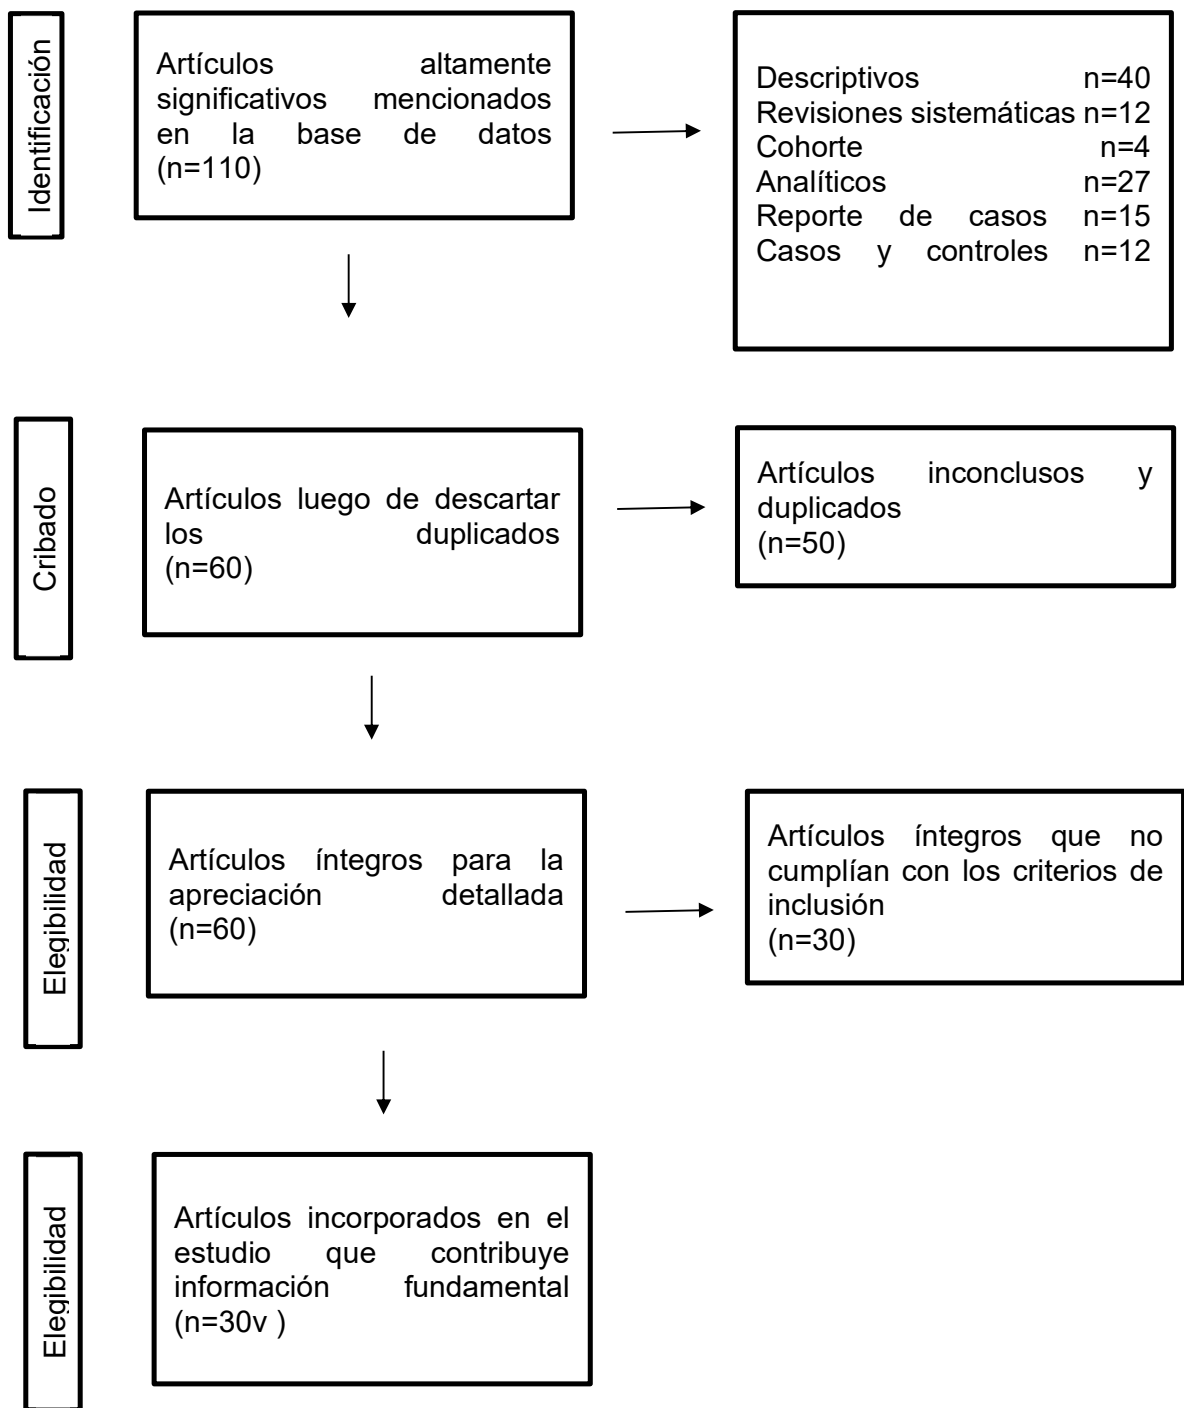 Identificación
Artículos altamente
significativos mencionados
en la base de datos
(n=110)
Descriptivos n=40
Revisiones sistemáticas n=12
Cohorte n=4
Analíticos n=27
Reporte de casos n=15
Casos y controles n=12
Cribado
Artículos luego de descartar
los duplicados
(n=60)
Artículos inconclusos y
duplicados
(n=50)
Elegibilidad
Artículos íntegros para la
apreciación detallada
(n=60)
Artículos íntegros que no
cumplían con los criterios de
inclusión
(n=30)
Elegibilidad
Artículos incorporados en el
estudio que contribuye
información fundamental
(n=30v )